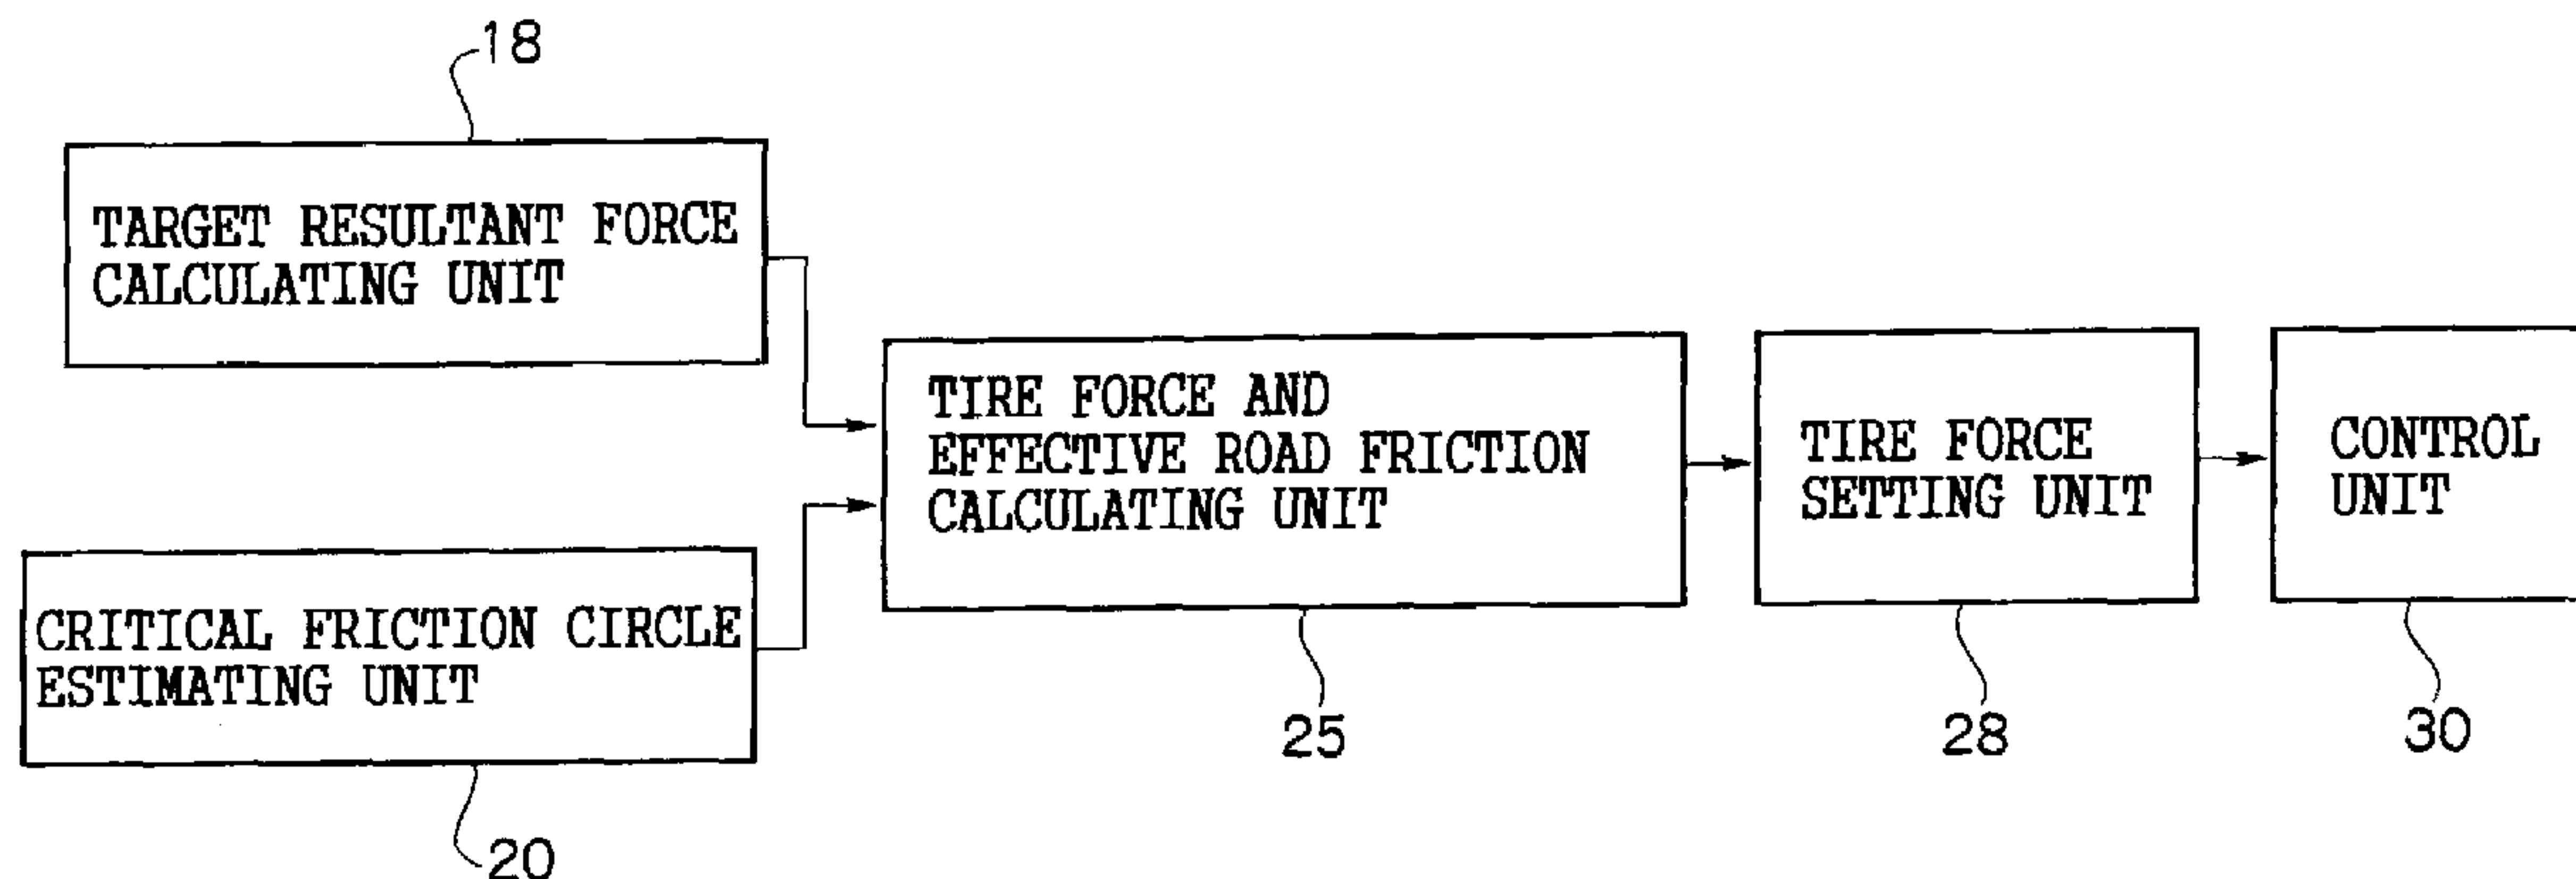 18
TARGET RESULTANT FORCE
CALCULATING UNIT
CRITICAL FRICTION CIRCLE
ESTIMATING UNIT
20
TIRE FORCE AND
EFFECTIVE ROAD FRICTION
CALCULATING UNIT
25
TIRE FORCE
SETTING UNIT
28
CONTROL
UNIT
30